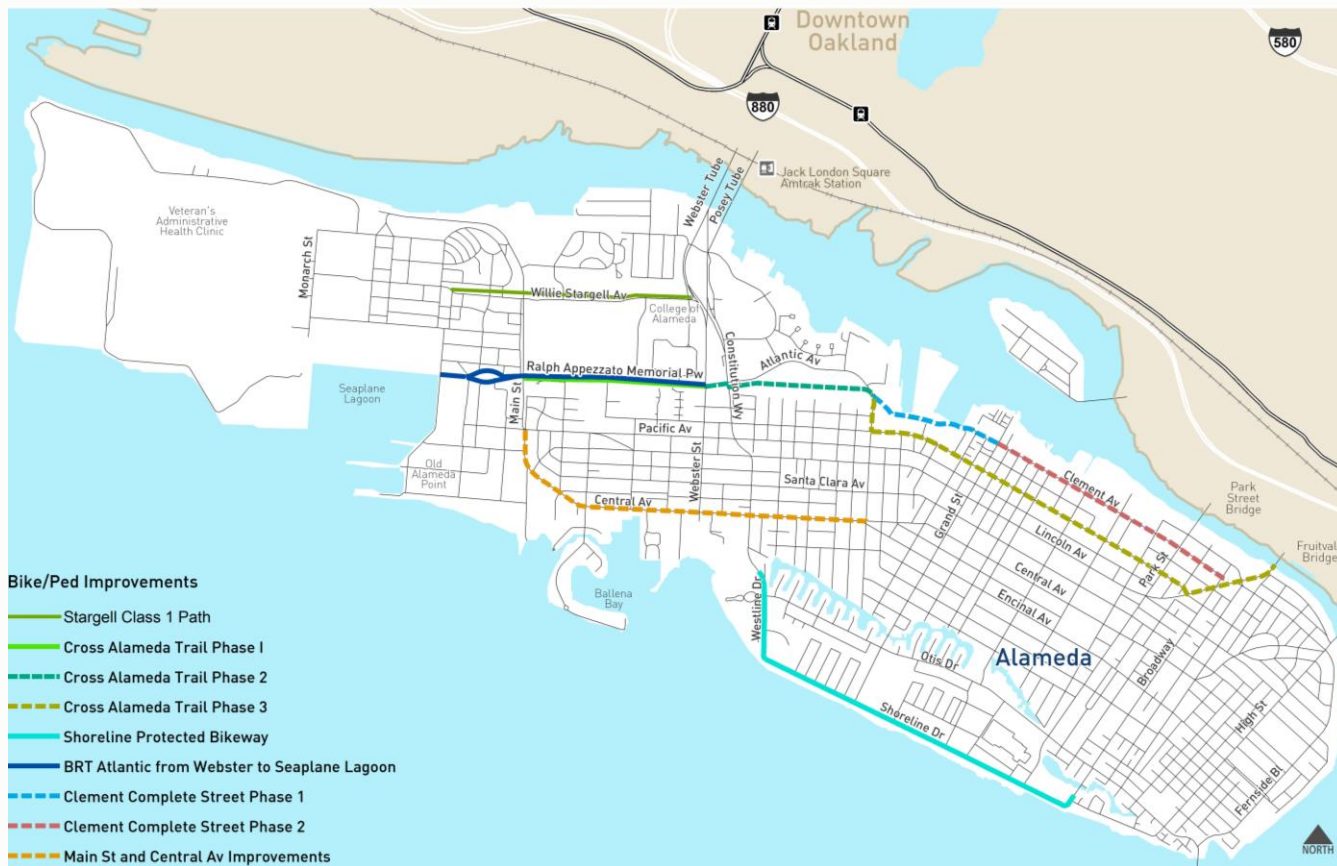 Downtown
Oakland
580
880
Jack London Square
Amtrak Station
Webster Tube
Posey Tube
Veteran's
Administrative
Health Clinic
Monarch St
Willie Stargell Av
College of
Alameda
Constitution Wy
Atlantic Av
Ralph Appezzato Memorial Pw
Seaplane
Lagoon
Main St
Pacific Av
Webster St
Old
Alameda
Point
Santa Clara Av
Central Av
Grand St
Clement Av
Park
Street
Bridge
Lincoln Av
Park St
Fruitval
Bridge
Central Av
Encinal Av
Ballena
Bay
Westline Dr
Otis Dr
Alameda
Broadway
High St
Shoreline Dr
Fernside Bl
Bike/Ped Improvements
Stargell Class 1 Path
Cross Alameda Trail Phase I
Cross Alameda Trail Phase 2
Cross Alameda Trail Phase 3
Shoreline Protected Bikeway
BRT Atlantic from Webster to Seaplane Lagoon
Clement Complete Street Phase 1
Clement Complete Street Phase 2
Main St and Central Av Improvements
NORTH